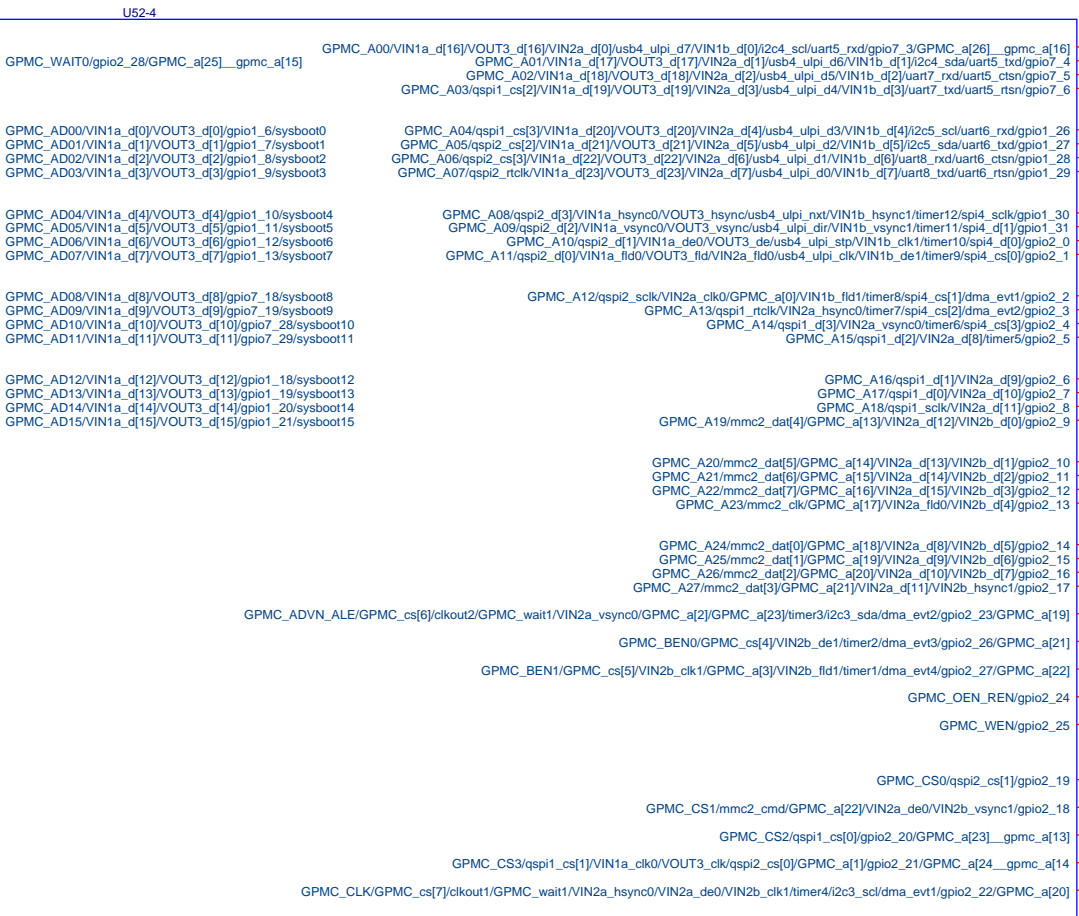 U52-4
GPMC_A00/VIN1a_d[16]/VOUT3_d[16]/VIN2a_d[0]/usb4_ulpi_d7/VIN1b_d[0]/i2c4_scl/uart5_rxd/gpio7_3/GPMC_a[26]__gpmc_a[16]
GPMC_WAIT0/gpio2_28/GPMC_a[25]__gpmc_a[15]
GPMC_A01/VIN1a_d[17]/VOUT3_d[17]/VIN2a_d[1]/usb4_ulpi_d6/VIN1b_d[1]/i2c4_sda/uart5_txd/gpio7_4
GPMC_A02/VIN1a_d[18]/VOUT3_d[18]/VIN2a_d[2]/usb4_ulpi_d5/VIN1b_d[2]/uart7_rxd/uart5_ctsn/gpio7_5
GPMC_A03/qspi1_cs[2]/VIN1a_d[19]/VOUT3_d[19]/VIN2a_d[3]/usb4_ulpi_d4/VIN1b_d[3]/uart7_txd/uart5_rtsn/gpio7_6
GPMC_AD00/VIN1a_d[0]/VOUT3_d[0]/gpio1_6/sysboot0
GPMC_AD01/VIN1a_d[1]/VOUT3_d[1]/gpio1_7/sysboot1
GPMC_AD02/VIN1a_d[2]/VOUT3_d[2]/gpio1_8/sysboot2
GPMC_AD03/VIN1a_d[3]/VOUT3_d[3]/gpio1_9/sysboot3
GPMC_A04/qspi1_cs[3]/VIN1a_d[20]/VOUT3_d[20]/VIN2a_d[4]/usb4_ulpi_d3/VIN1b_d[4]/i2c5_scl/uart6_rxd/gpio1_26
GPMC_A05/qspi2_cs[2]/VIN1a_d[21]/VOUT3_d[21]/VIN2a_d[5]/usb4_ulpi_d2/VIN1b_d[5]/i2c5_sda/uart6_txd/gpio1_27
GPMC_A06/qspi2_cs[3]/VIN1a_d[22]/VOUT3_d[22]/VIN2a_d[6]/usb4_ulpi_d1/VIN1b_d[6]/uart8_rxd/uart6_ctsn/gpio1_28
GPMC_A07/qspi2_rtclk/VIN1a_d[23]/VOUT3_d[23]/VIN2a_d[7]/usb4_ulpi_d0/VIN1b_d[7]/uart8_txd/uart6_rtsn/gpio1_29
GPMC_AD04/VIN1a_d[4]/VOUT3_d[4]/gpio1_10/sysboot4
GPMC_AD05/VIN1a_d[5]/VOUT3_d[5]/gpio1_11/sysboot5
GPMC_AD06/VIN1a_d[6]/VOUT3_d[6]/gpio1_12/sysboot6
GPMC_AD07/VIN1a_d[7]/VOUT3_d[7]/gpio1_13/sysboot7
GPMC_A08/qspi2_d[3]/VIN1a_hsync0/VOUT3_hsync/usb4_ulpi_nxt/VIN1b_hsync1/timer12/spi4_sclk/gpio1_30
GPMC_A09/qspi2_d[2]/VIN1a_vsync0/VOUT3_vsync/usb4_ulpi_dir/VIN1b_vsync1/timer11/spi4_d[1]/gpio1_31
GPMC_A10/qspi2_d[1]/VIN1a_de0/VOUT3_de/usb4_ulpi_stp/VIN1b_clk1/timer10/spi4_d[0]/gpio2_0
GPMC_A11/qspi2_d[0]/VIN1a_fld0/VOUT3_fld/VIN2a_fld0/usb4_ulpi_clk/VIN1b_de1/timer9/spi4_cs[0]/gpio2_1
GPMC_AD08/VIN1a_d[8]/VOUT3_d[8]/gpio7_18/sysboot8
GPMC_AD09/VIN1a_d[9]/VOUT3_d[9]/gpio7_19/sysboot9
GPMC_AD10/VIN1a_d[10]/VOUT3_d[10]/gpio7_28/sysboot10
GPMC_AD11/VIN1a_d[11]/VOUT3_d[11]/gpio7_29/sysboot11
GPMC_A12/qspi2_sclk/VIN2a_clk0/GPMC_a[0]/VIN1b_fld1/timer8/spi4_cs[1]/dma_evt1/gpio2_2
GPMC_A13/qspi1_rtclk/VIN2a_hsync0/timer7/spi4_cs[2]/dma_evt2/gpio2_3
GPMC_A14/qspi1_d[3]/VIN2a_vsync0/timer6/spi4_cs[3]/gpio2_4
GPMC_A15/qspi1_d[2]/VIN2a_d[8]/timer5/gpio2_5
GPMC_AD12/VIN1a_d[12]/VOUT3_d[12]/gpio1_18/sysboot12
GPMC_AD13/VIN1a_d[13]/VOUT3_d[13]/gpio1_19/sysboot13
GPMC_AD14/VIN1a_d[14]/VOUT3_d[14]/gpio1_20/sysboot14
GPMC_AD15/VIN1a_d[15]/VOUT3_d[15]/gpio1_21/sysboot15
GPMC_A16/qspi1_d[1]/VIN2a_d[9]/gpio2_6
GPMC_A17/qspi1_d[0]/VIN2a_d[10]/gpio2_7
GPMC_A18/qspi1_sclk/VIN2a_d[11]/gpio2_8
GPMC_A19/mmc2_dat[4]/GPMC_a[13]/VIN2a_d[12]/VIN2b_d[0]/gpio2_9
GPMC_A20/mmc2_dat[5]/GPMC_a[14]/VIN2a_d[13]/VIN2b_d[1]/gpio2_10
GPMC_A21/mmc2_dat[6]/GPMC_a[15]/VIN2a_d[14]/VIN2b_d[2]/gpio2_11
GPMC_A22/mmc2_dat[7]/GPMC_a[16]/VIN2a_d[15]/VIN2b_d[3]/gpio2_12
GPMC_A23/mmc2_clk/GPMC_a[17]/VIN2a_fld0/VIN2b_d[4]/gpio2_13
GPMC_A24/mmc2_dat[0]/GPMC_a[18]/VIN2a_d[8]/VIN2b_d[5]/gpio2_14
GPMC_A25/mmc2_dat[1]/GPMC_a[19]/VIN2a_d[9]/VIN2b_d[6]/gpio2_15
GPMC_A26/mmc2_dat[2]/GPMC_a[20]/VIN2a_d[10]/VIN2b_d[7]/gpio2_16
GPMC_A27/mmc2_dat[3]/GPMC_a[21]/VIN2a_d[11]/VIN2b_hsync1/gpio2_17
GPMC_ADVN_ALE/GPMC_cs[6]/clkout2/GPMC_wait1/VIN2a_vsync0/GPMC_a[2]/GPMC_a[23]/timer3/i2c3_sda/dma_evt2/gpio2_23/GPMC_a[19]
GPMC_BEN0/GPMC_cs[4]/VIN2b_de1/timer2/dma_evt3/gpio2_26/GPMC_a[21]
GPMC_BEN1/GPMC_cs[5]/VIN2b_clk1/GPMC_a[3]/VIN2b_fld1/timer1/dma_evt4/gpio2_27/GPMC_a[22]
GPMC_OEN_REN/gpio2_24
GPMC_WEN/gpio2_25
GPMC_CS0/qspi2_cs[1]/gpio2_19
GPMC_CS1/mmc2_cmd/GPMC_a[22]/VIN2a_de0/VIN2b_vsync1/gpio2_18
GPMC_CS2/qspi1_cs[0]/gpio2_20/GPMC_a[23]__gpmc_a[13]
GPMC_CS3/qspi1_cs[1]/VIN1a_clk0/VOUT3_clk/qspi2_cs[0]/GPMC_a[1]/gpio2_21/GPMC_a[24__gpmc_a[14
GPMC_CLK/GPMC_cs[7]/clkout1/GPMC_wait1/VIN2a_hsync0/VIN2a_de0/VIN2b_clk1/timer4/i2c3_scl/dma_evt1/gpio2_22/GPMC_a[20]